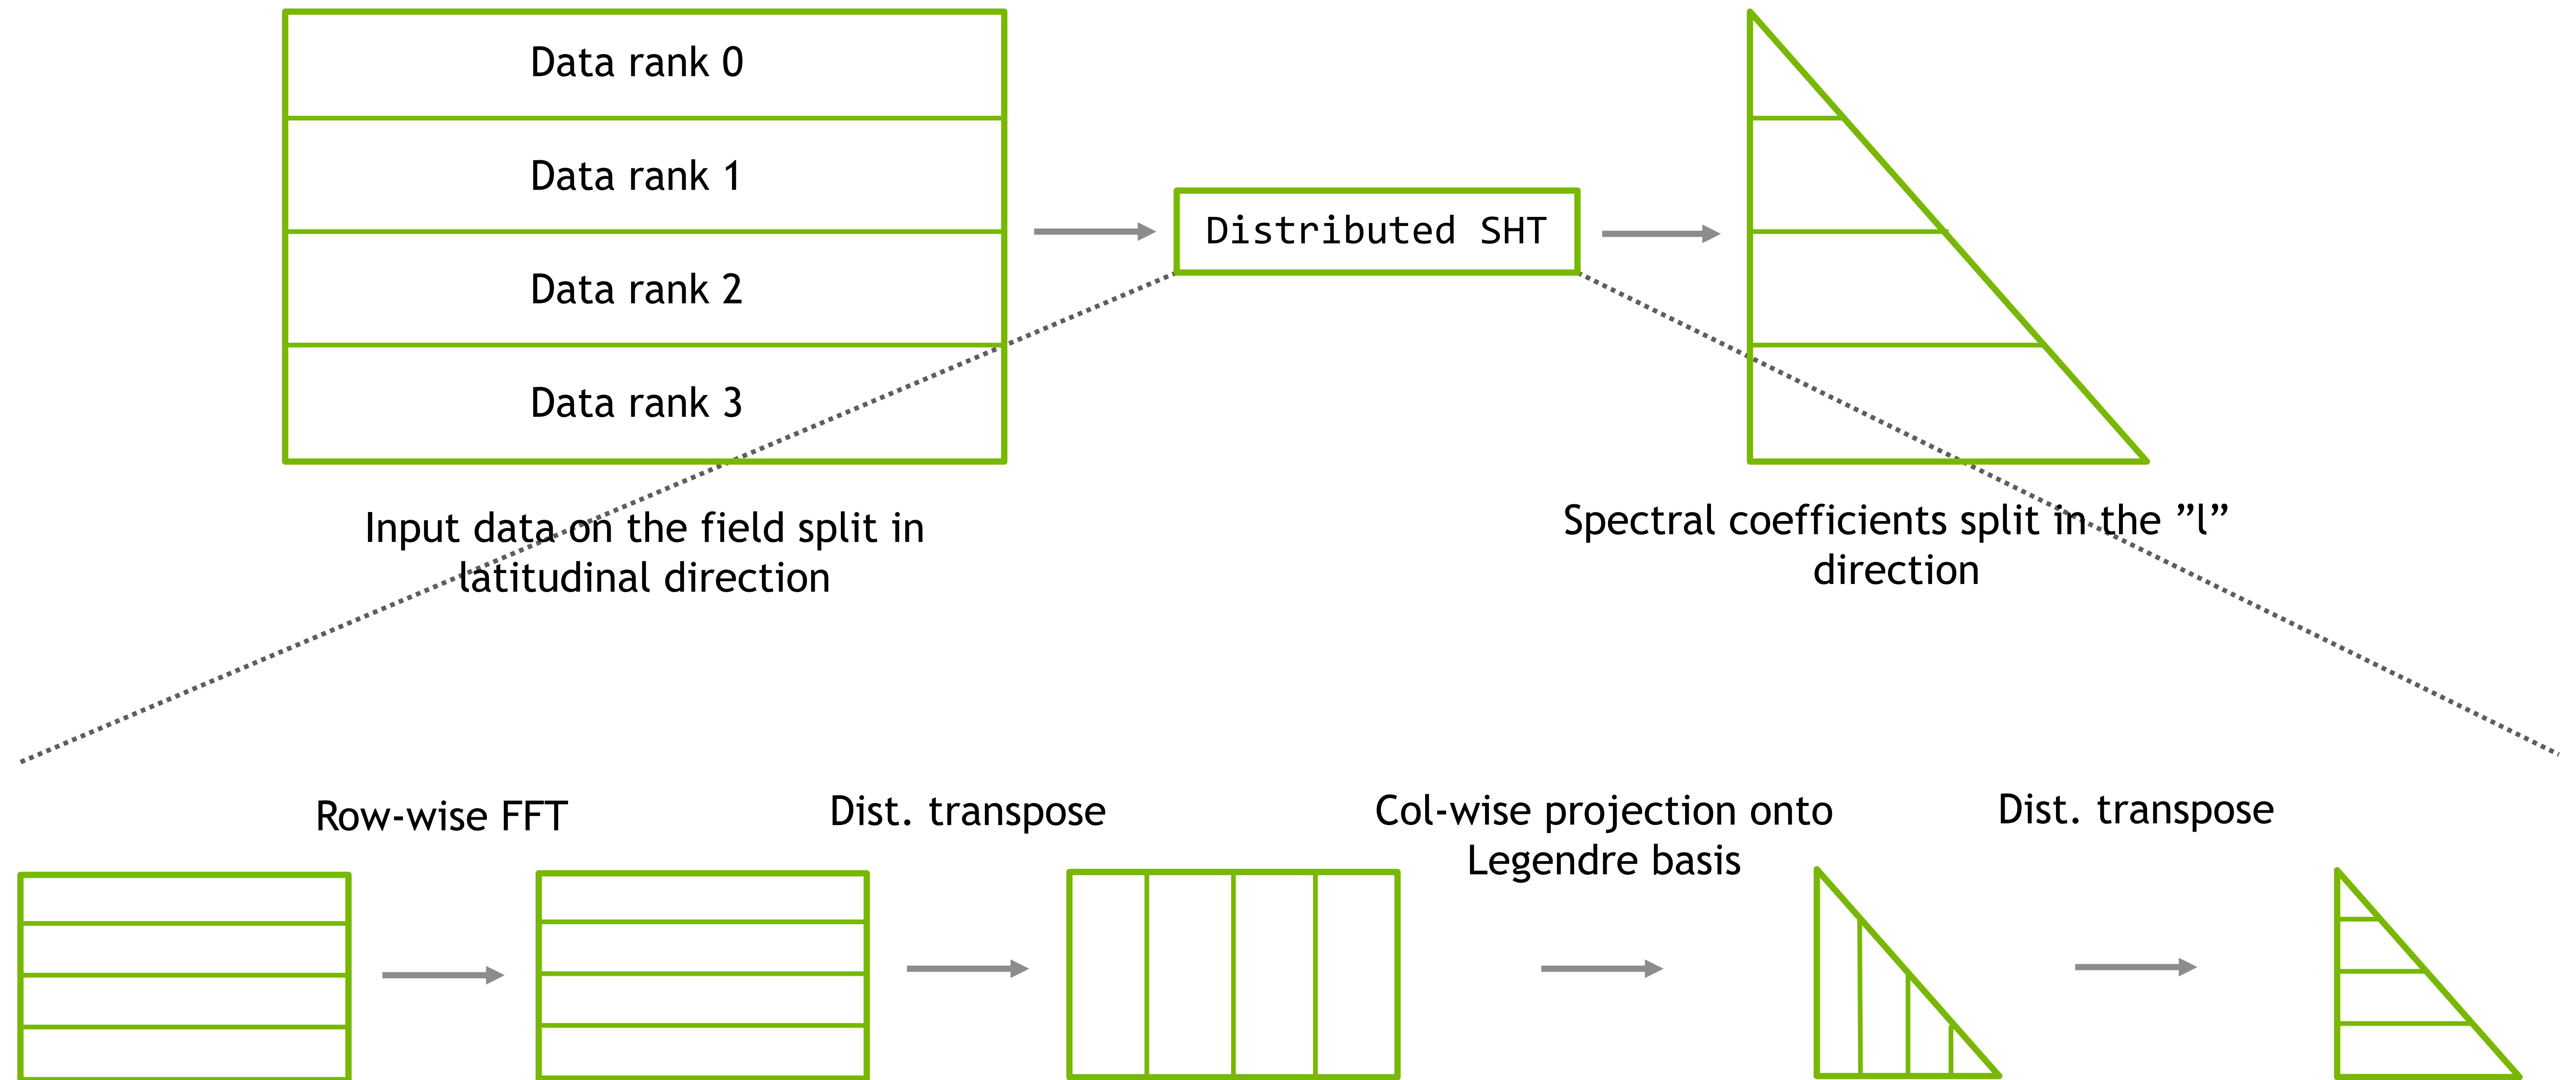 Data rank 0
Data rank 1
Data rank 2
Data rank 3
Distributed SHT
Input data on the field split in
latitudinal direction
Spectral coefficients split in the ”l”
direction
Row-wise FFT
Dist. transpose
Col-wise projection onto
Legendre basis
Dist. transpose